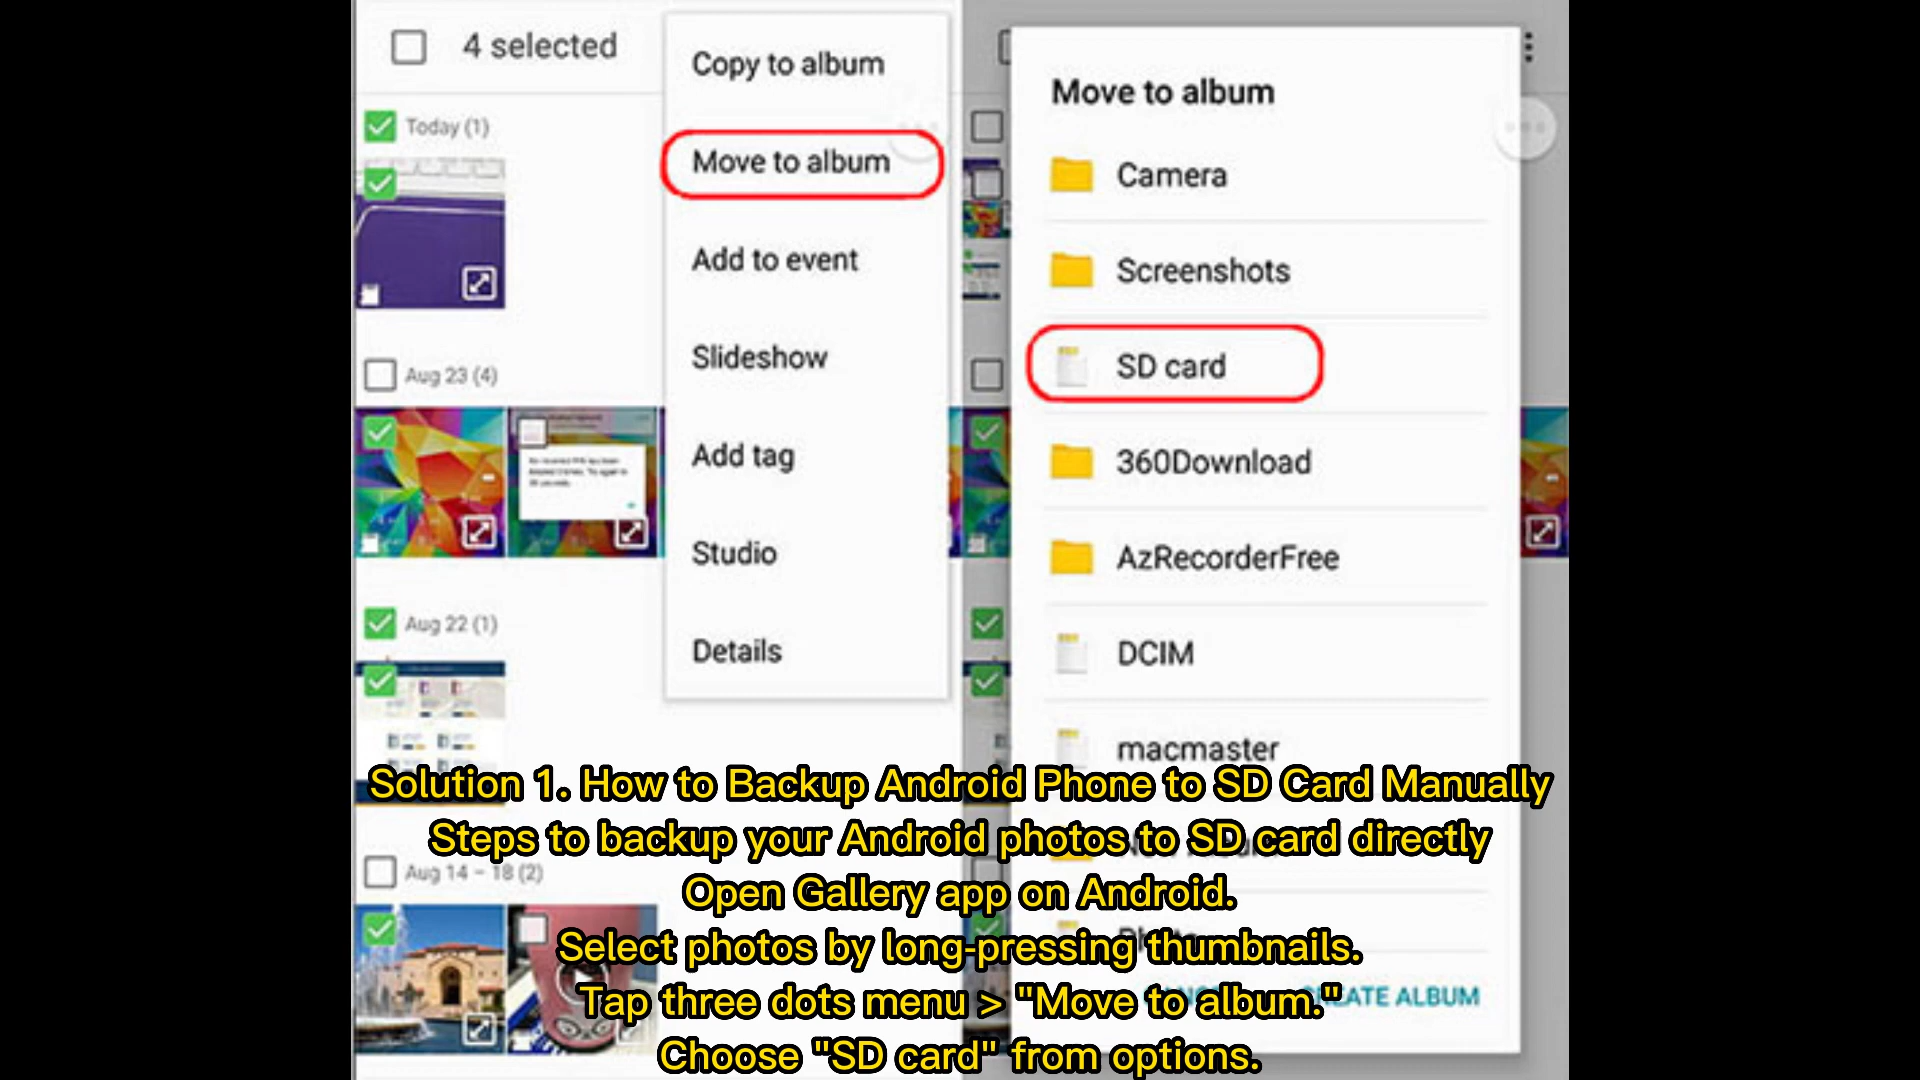 4 selected
Today (1)
Aug 23 (4)
Aug 22 (1)
Aug 14 – 18 (2)
Copy to album
Move to album
Add to event
Slideshow
Add tag
Studio
Details
Move to album
Camera
Screenshots
SD card
360Download
AzRecorderFree
DCIM
macmaster
CREATE ALBUM
Solution 1. How to Backup Android Phone to SD Card Manually
Steps to backup your Android photos to SD card directly
Open Gallery app on Android.
Select photos by long-pressing thumbnails.
Tap three dots menu > "Move to album."
Choose "SD card" from options.